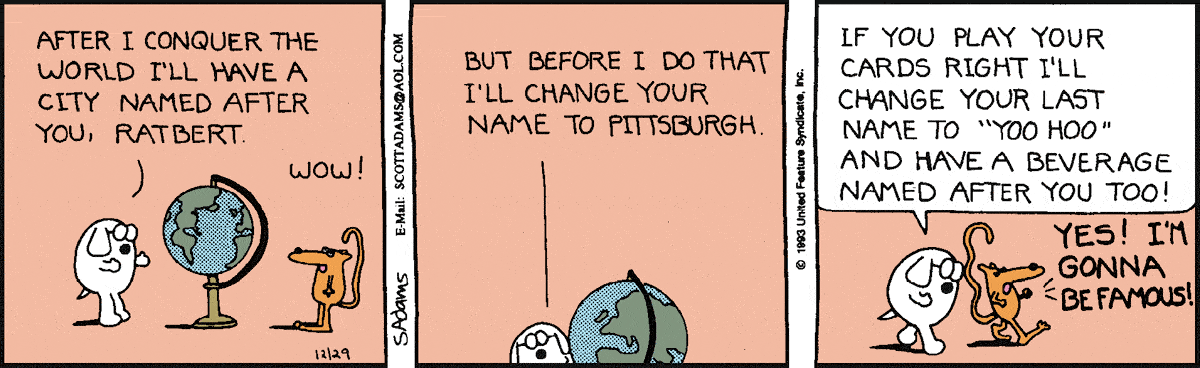 AFTER I CONQUER THE
WORLD I'LL HAVE A
CITY NAMED AFTER
YOU, RATBERT.
WOW!
12/29
SAdams E-Mail: SCOTTADAMS@AOL.COM
BUT BEFORE I DO THAT
I'LL CHANGE YOUR
NAME TO PITTSBURGH.
© 1993 United Feature Syndicate, Inc.
IF YOU PLAY YOUR
CARDS RIGHT I'LL
CHANGE YOUR LAST
NAME TO "YOO HOO"
AND HAVE A BEVERAGE
NAMED AFTER YOU TOO!
YES! I'M
GONNA
BE FAMOUS!